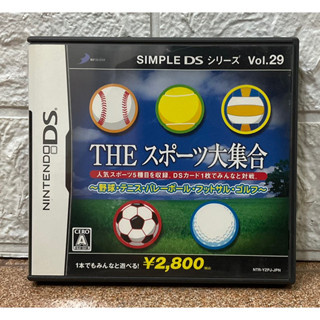 SIMPLE DS シリーズ Vol.29
NINTENDO DS
THE スポーツ大集合
人気スポーツ5種目を収録。DSカード1枚でみんなと対戦。
～野球・テニス・バレーボール・フットサル・ゴルフ～
CERO
A
1本でもみんなと遊べる!
¥2,800
NTR-YZPJ-JPN